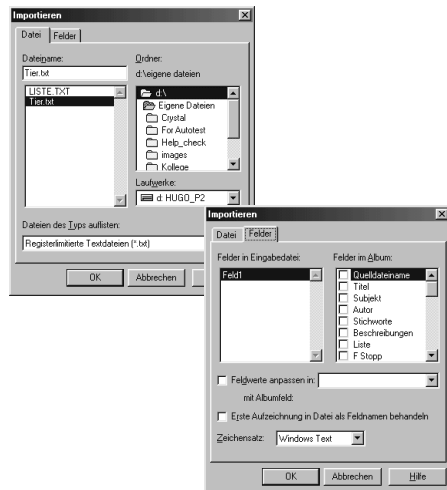 Importieren
Datei Felder
Dateiname: Ordner:
Tier.txt d:\eigene dateien
LISTE.TXT d:\
Tier.txt Eigene Dateien
Crystal
For Autotest
Help_check
images
Kollege
Laufwerke:
d: HUGO_P2
Dateien des Typs auflisten:
Registerlimitierte Textdateien (*.txt)
OK Abbrechen
Importieren
Datei Felder
Felder in Eingabedatei: Felder im Album:
Feld1 Quelldateiname
Titel
Subjekt
Autor
Stichworte
Beschreibungen
Liste
F Stopp
Feldwerte anpassen in:
mit Albumfeld:
Erste Aufzeichnung in Datei als Feldnamen behandeln
Zeichensatz: Windows Text
OK Abbrechen Hilfe